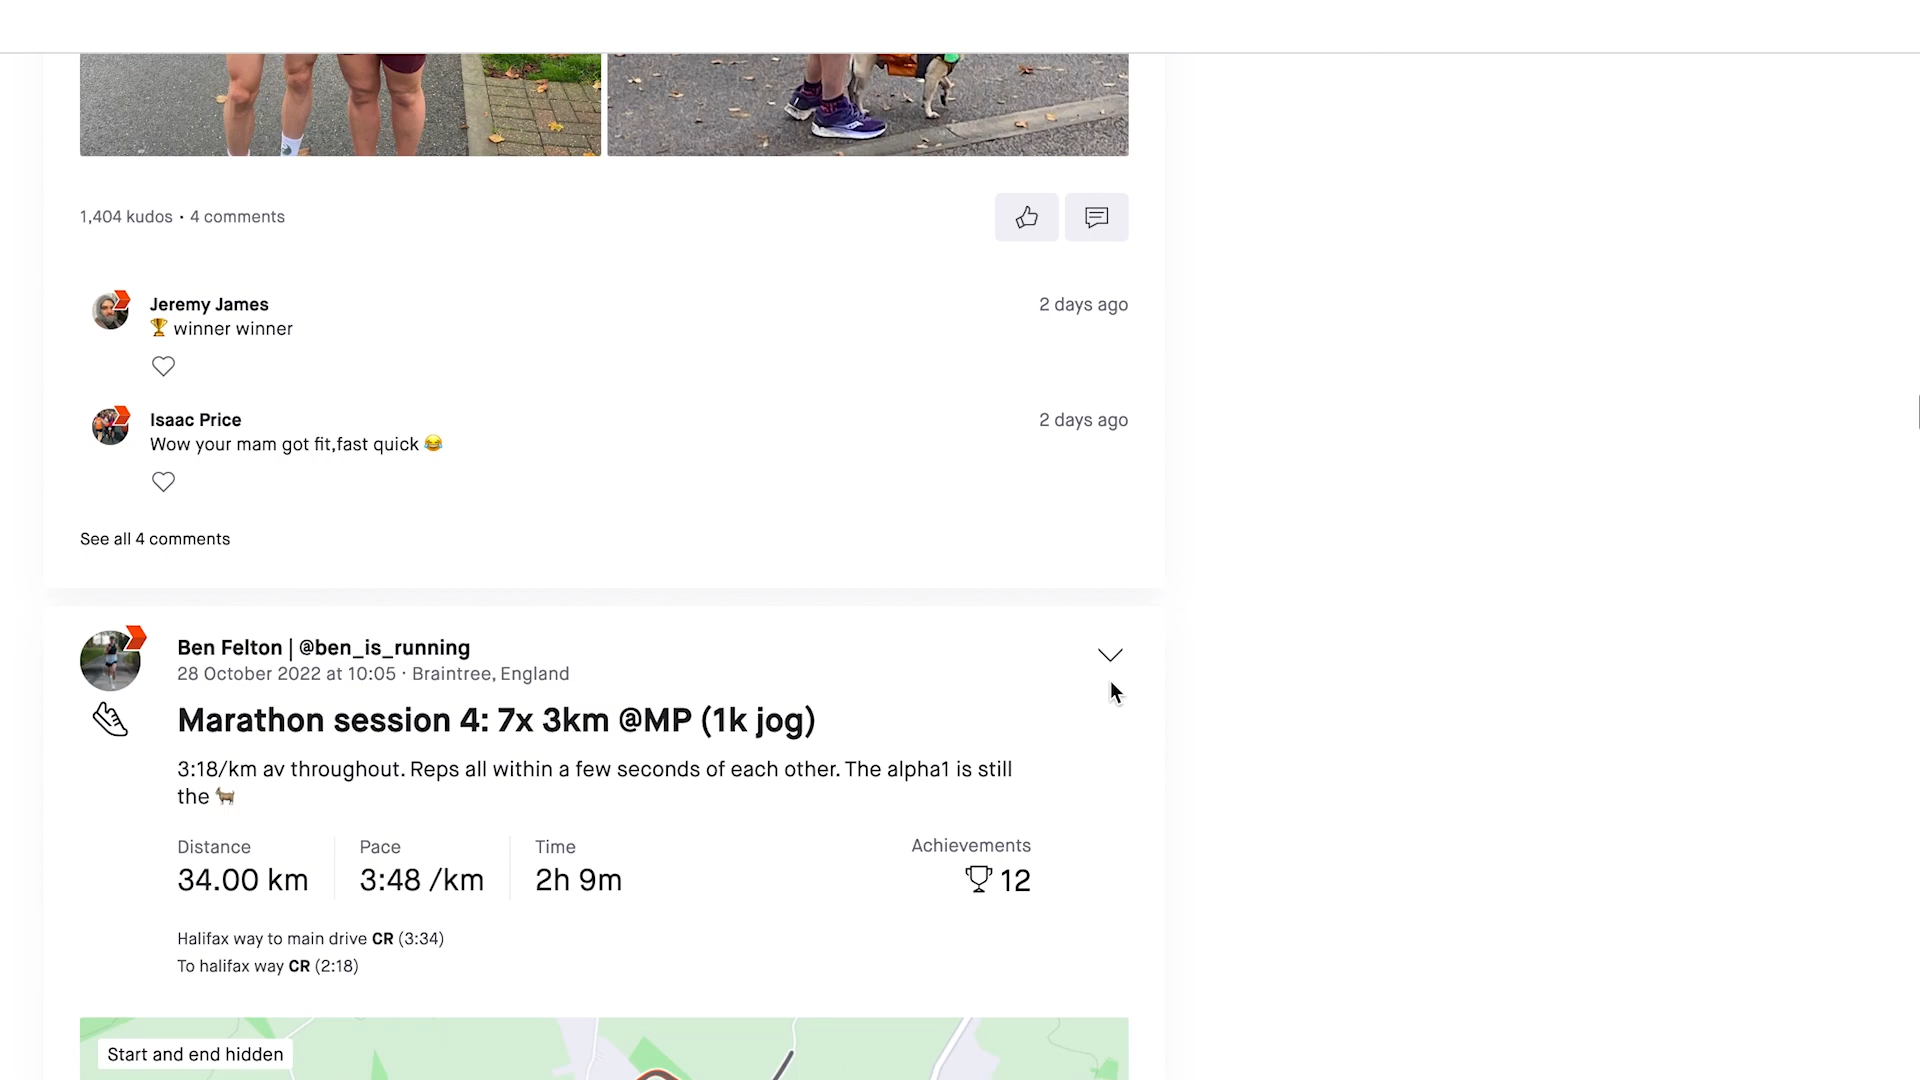 1,404 kudos • 4 comments
Jeremy James
2 days ago
🏆 winner winner
Isaac Price
2 days ago
Wow your mam got fit,fast quick 😂
See all 4 comments
Ben Felton | @ben_is_running
28 October 2022 at 10:05 · Braintree, England
Marathon session 4: 7x 3km @MP (1k jog)
3:18/km av throughout. Reps all within a few seconds of each other. The alpha1 is still
the 🐐
Distance
Pace
Time
Achievements
34.00 km
3:48 /km
2h 9m
12
Halifax way to main drive CR (3:34)
To halifax way CR (2:18)
Start and end hidden